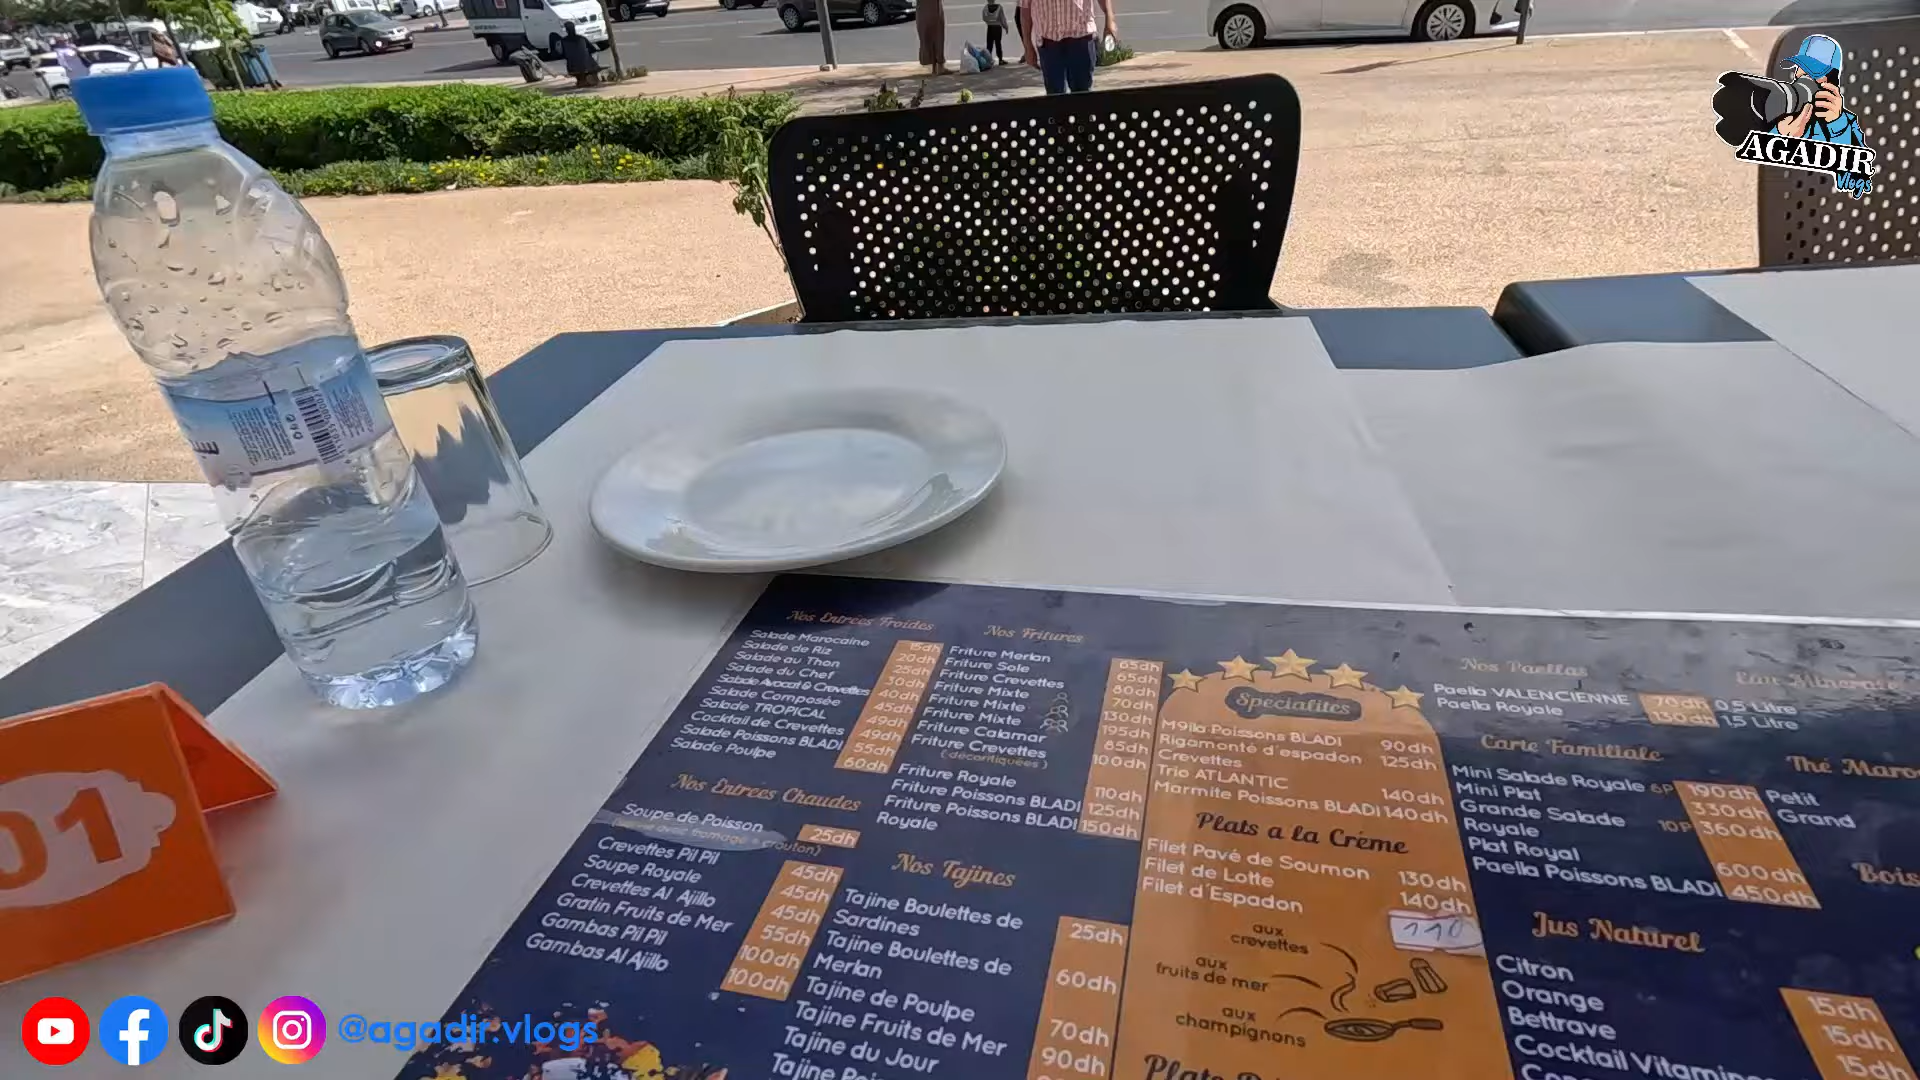 AGADIR
Vlogs
Nos Entrées Froides
Salade Marocaine 15dh
Salade de Riz 20dh
Salade au Thon 25dh
Salade du Chef 30dh
Salade Avocat & Crevettes 40dh
Salade Composée 45dh
Salade TROPICAL 49dh
Cocktail de Crevettes 49dh
Salade Poissons BLADI 55dh
Salade Poulpe 60dh
Nos Entrées Chaudes
Soupe de Poisson 25dh
Crevettes Pil Pil 45dh
Soupe Royale 45dh
Crevettes Al Ajillo 45dh
Gratin Fruits de Mer 55dh
Gambas Pil Pil 100dh
Gambas Al Ajillo 100dh
Nos Fritures
Friture Merlan 65dh
Friture Sole 65dh
Friture Crevettes 80dh
Friture Mixte 70dh
Friture Mixte 130dh
Friture Mixte 195dh
Friture Calamar 85dh
Friture Crevettes 100dh
(décortiquées)
Friture Royale 110dh
Friture Poissons BLADI 125dh
Friture Poissons BLADI 150dh
Royale
Nos Tajines
Tajine Boulettes de
Sardines 25dh
Tajine Boulettes de
Merlan 60dh
Tajine de Poulpe 70dh
Tajine Fruits de Mer 90dh
Tajine du Jour
Tajine
Spécialités
M9ila Poissons BLADI 90dh
Rigamonté d'espadon 125dh
Crevettes
Trio ATLANTIC 140dh
Marmite Poissons BLADI 140dh
Plats a la Crème
Filet Pavé de Soumon 130dh
Filet de Lotte 140dh
Filet d'Espadon 110
aux
crevettes
aux
fruits de mer
aux
champignons
Plats
Nos Paellas
Paella VALENCIENNE 70dh
Paella Royale 130dh
Carte Familiale
Mini Salade Royale 6P 190dh
Mini Plat 330dh
Grande Salade 10P 360dh
Royale
Plat Royal 600dh
Paella Poissons BLADI 450dh
Jus Naturel
Citron 15dh
Orange 15dh
Bettrave 15dh
Cocktail
Eau Minerale
0,5 Litre
1,5 Litre
Thé
Petit
Grand
01
@agadir.vlogs